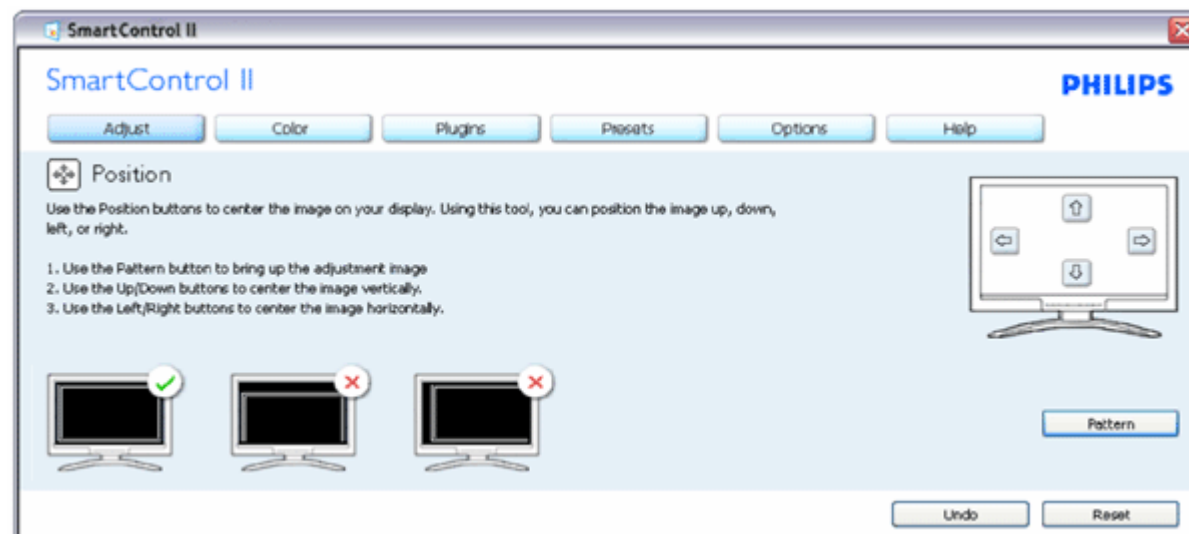 SmartControl II
SmartControl II
PHILIPS
Adjust Color Plugins Presets Options Help
Position
Use the Position buttons to center the image on your display. Using this tool, you can position the image up, down,
left, or right.
1. Use the Pattern button to bring up the adjustment image
2. Use the Up/Down buttons to center the image vertically.
3. Use the Left/Right buttons to center the image horizontally.
Pattern
Undo Reset